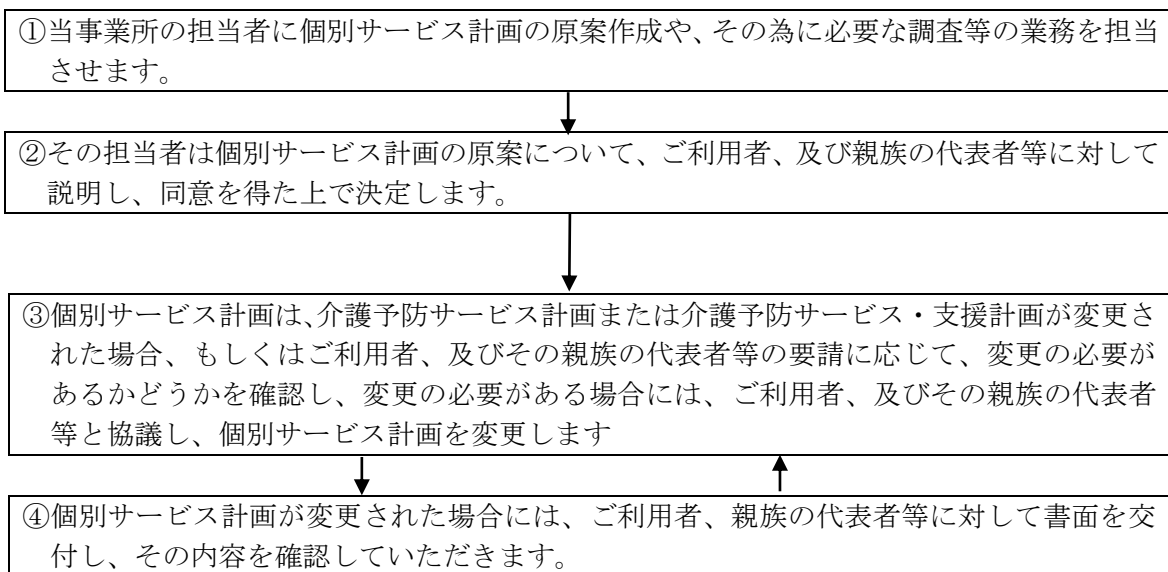 ①当事業所の担当者に個別サービス計画の原案作成や、その為に必要な調査等の業務を担当
させます。
②その担当者は個別サービス計画の原案について、ご利用者、及び親族の代表者等に対して
説明し、同意を得た上で決定します。
③個別サービス計画は、介護予防サービス計画または介護予防サービス・支援計画が変更さ
れた場合、もしくはご利用者、及びその親族の代表者等の要請に応じて、変更の必要が
あるかどうかを確認し、変更の必要がある場合には、ご利用者、及びその親族の代表者
等と協議し、個別サービス計画を変更します
④個別サービス計画が変更された場合には、ご利用者、親族の代表者等に対して書面を交
付し、その内容を確認していただきます。